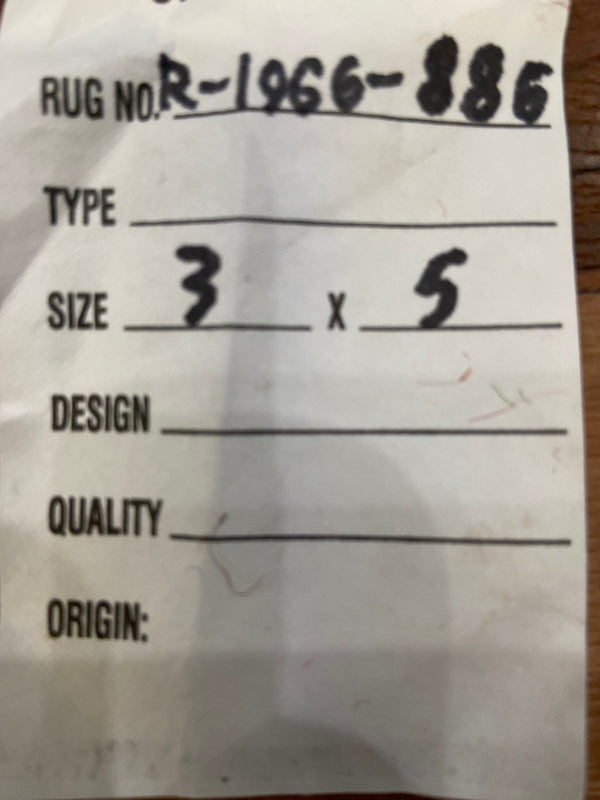 RUG NO. R-1966-886
TYPE
SIZE 3 X 5
DESIGN
QUALITY
ORIGIN: